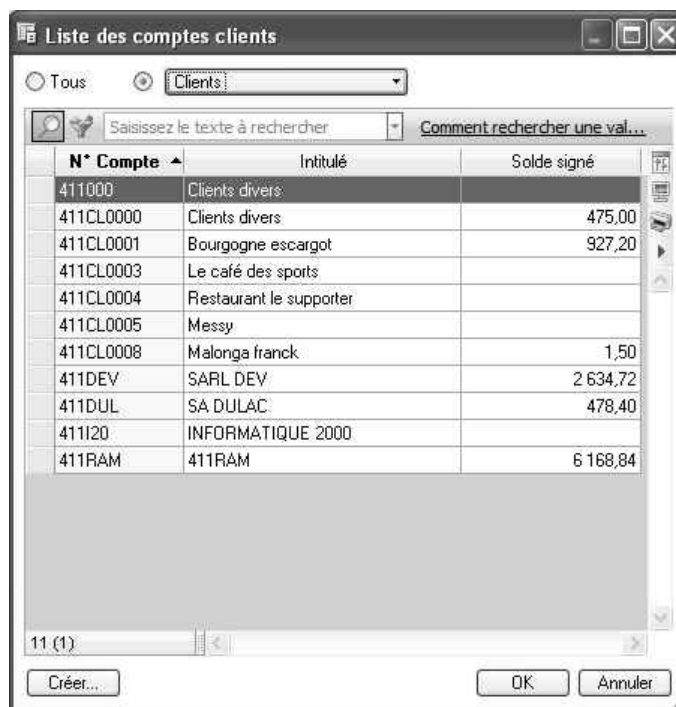 Liste des comptes clients
Tous Clients
Saisissez le texte à rechercher Comment rechercher une val...
N° Compte Intitulé Solde signé
411000 Clients divers
411CL0000 Clients divers 475,00
411CL0001 Bourgogne escargot 927,20
411CL0003 Le café des sports
411CL0004 Restaurant le supporter
411CL0005 Messy
411CL0008 Malonga franck 1,50
411DEV SARL DEV 2 634,72
411DUL SA DULAC 478,40
411I20 INFORMATIQUE 2000
411RAM 411RAM 6 168,84
11 (1)
Créer... OK Annuler